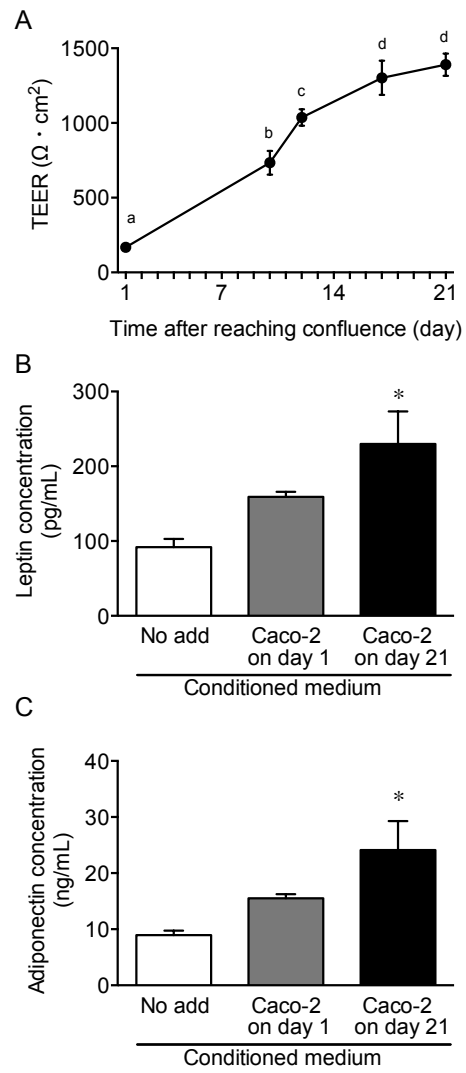 A
TEER (Ω・cm2)
1500
1000
500
0
a
b
c
d
d
1
7
14
21
Time after reaching confluence (day)
B
Leptin concentration
(pg/mL)
300
200
100
0
*
No add
Caco-2
on day 1
Caco-2
on day 21
Conditioned medium
C
Adiponectin concentration
(ng/mL)
40
30
20
10
0
*
No add
Caco-2
on day 1
Caco-2
on day 21
Conditioned medium